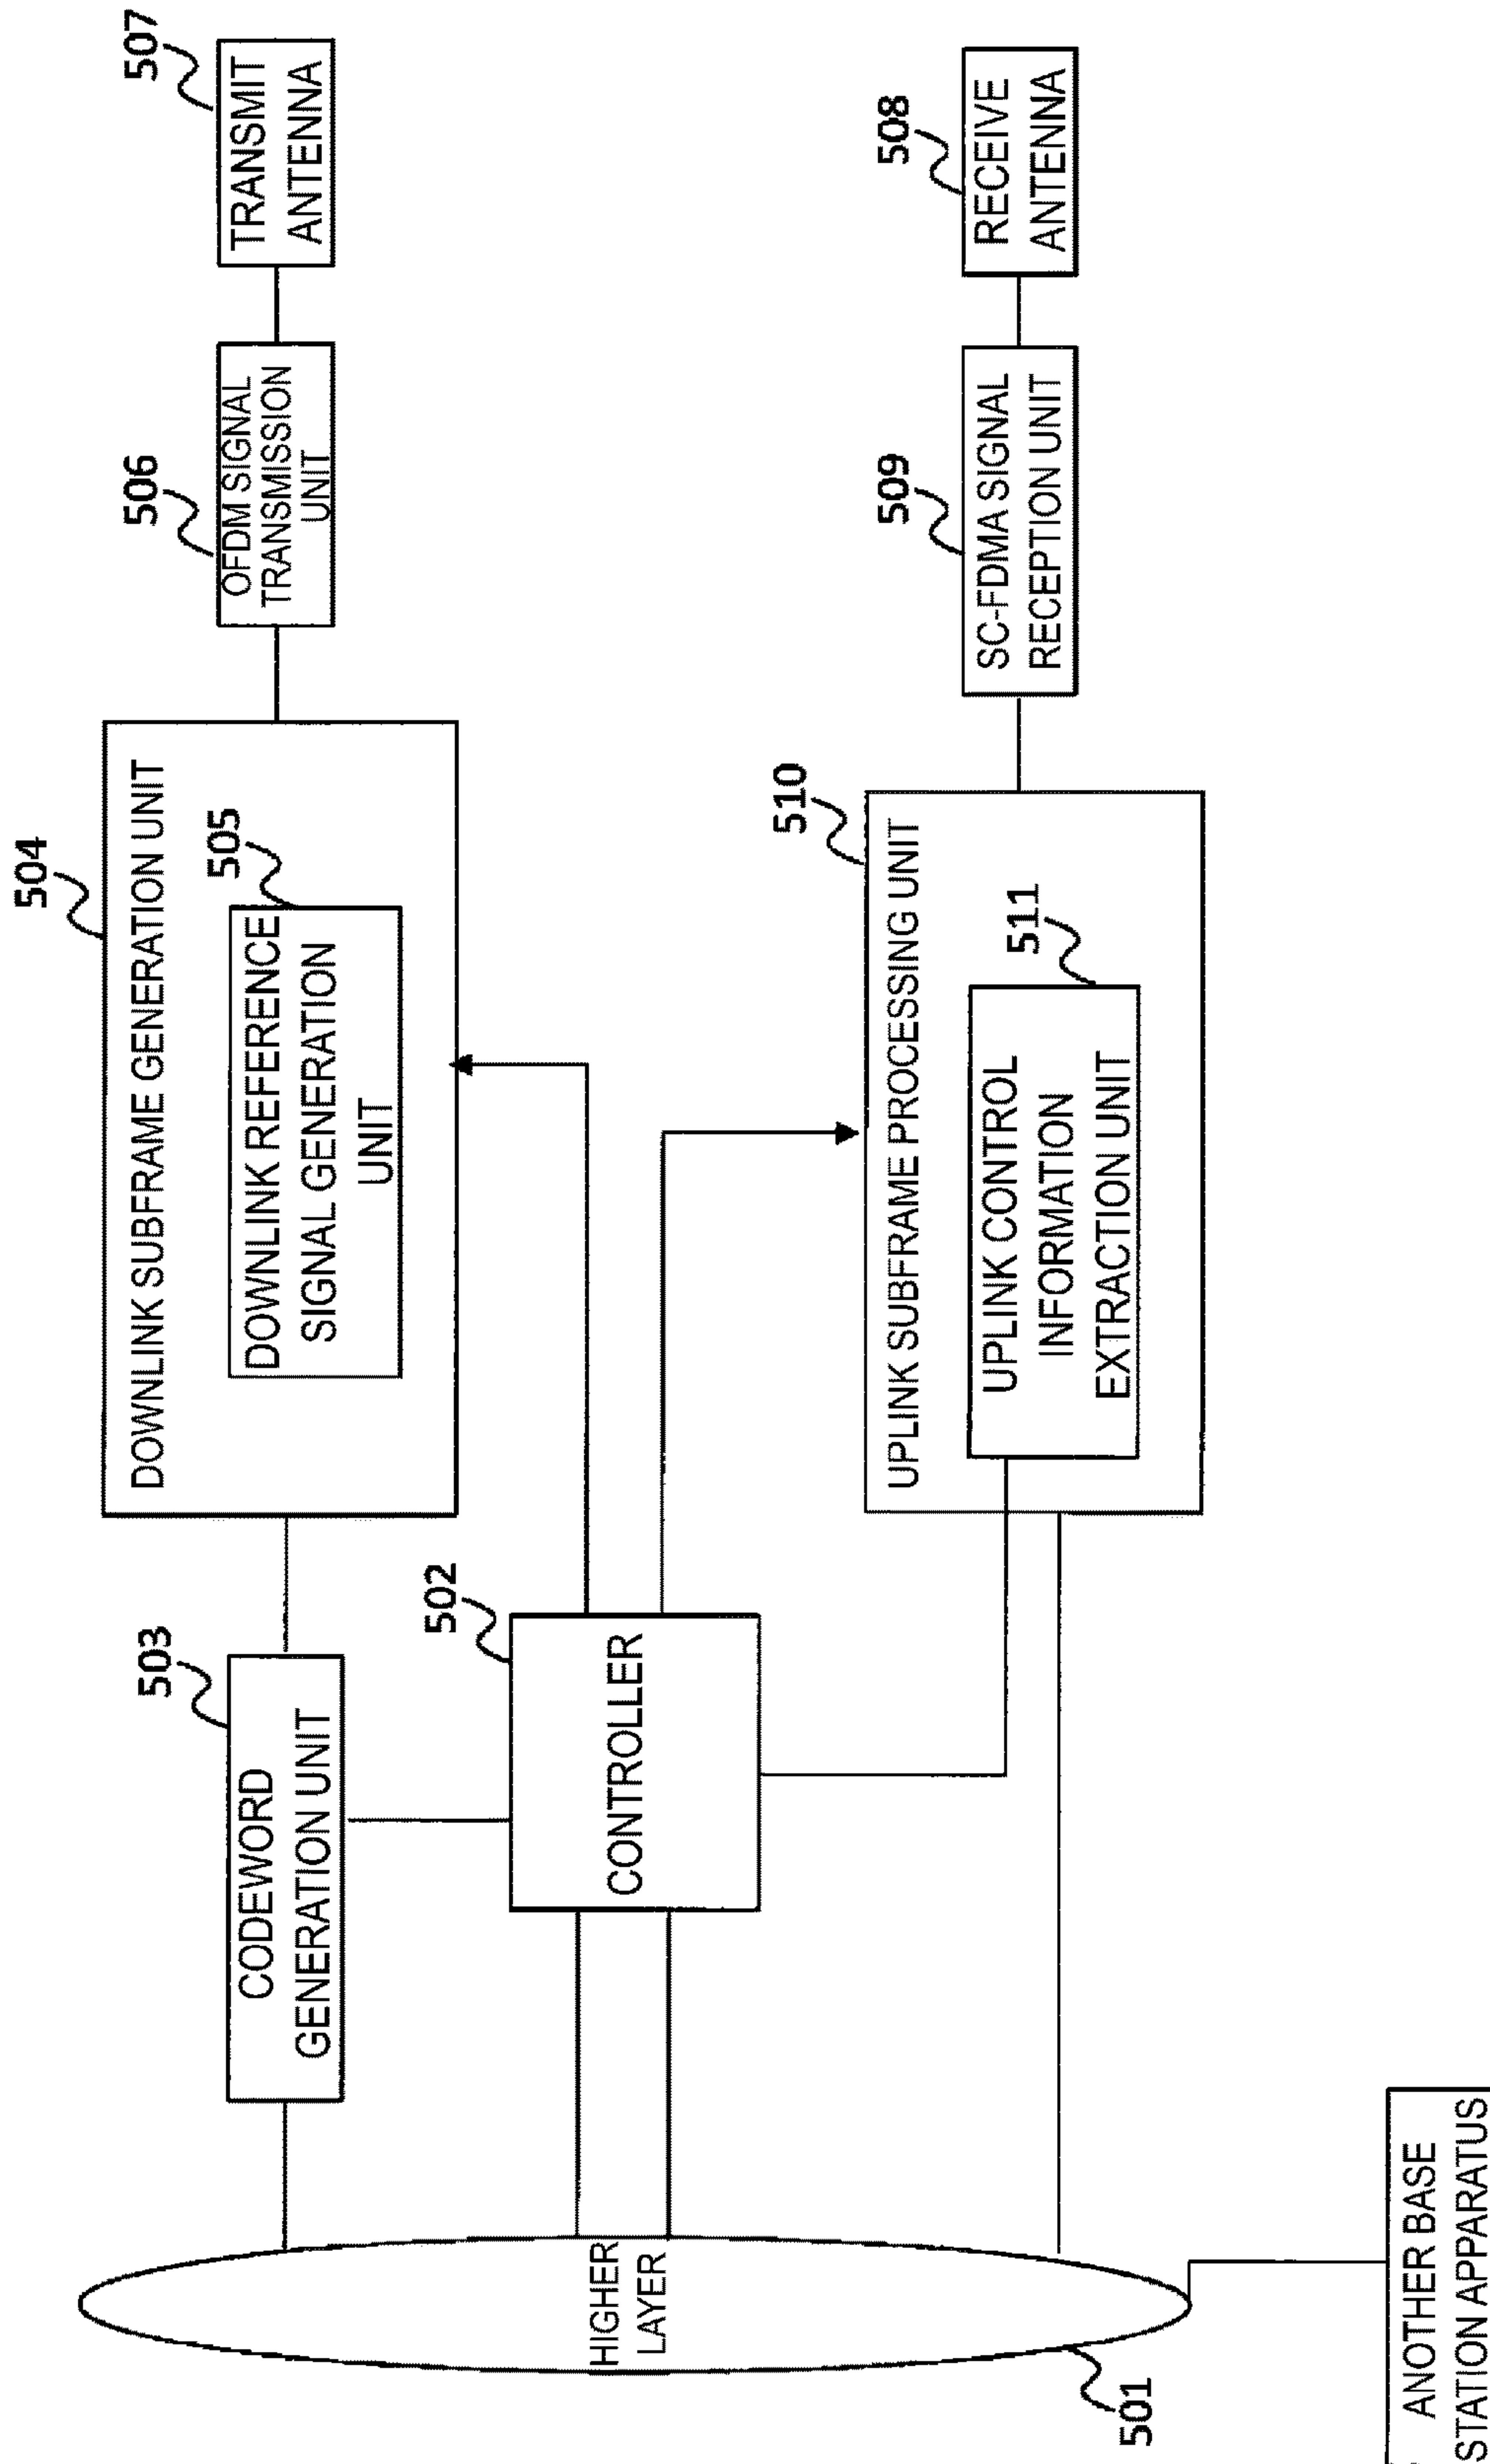 504
DOWNLINK SUBFRAME GENERATION UNIT
503
CODEWORD
GENERATION UNIT
505
DOWNLINK REFERENCE
SIGNAL GENERATION
UNIT
506
OFDM SIGNAL
TRANSMISSION
UNIT
507
TRANSMIT
ANTENNA
502
CONTROLLER
HIGHER
LAYER
501
510
UPLINK SUBFRAME PROCESSING UNIT
511
UPLINK CONTROL
INFORMATION
EXTRACTION UNIT
509
SC-FDMA SIGNAL
RECEPTION UNIT
508
RECEIVE
ANTENNA
ANOTHER BASE
STATION APPARATUS